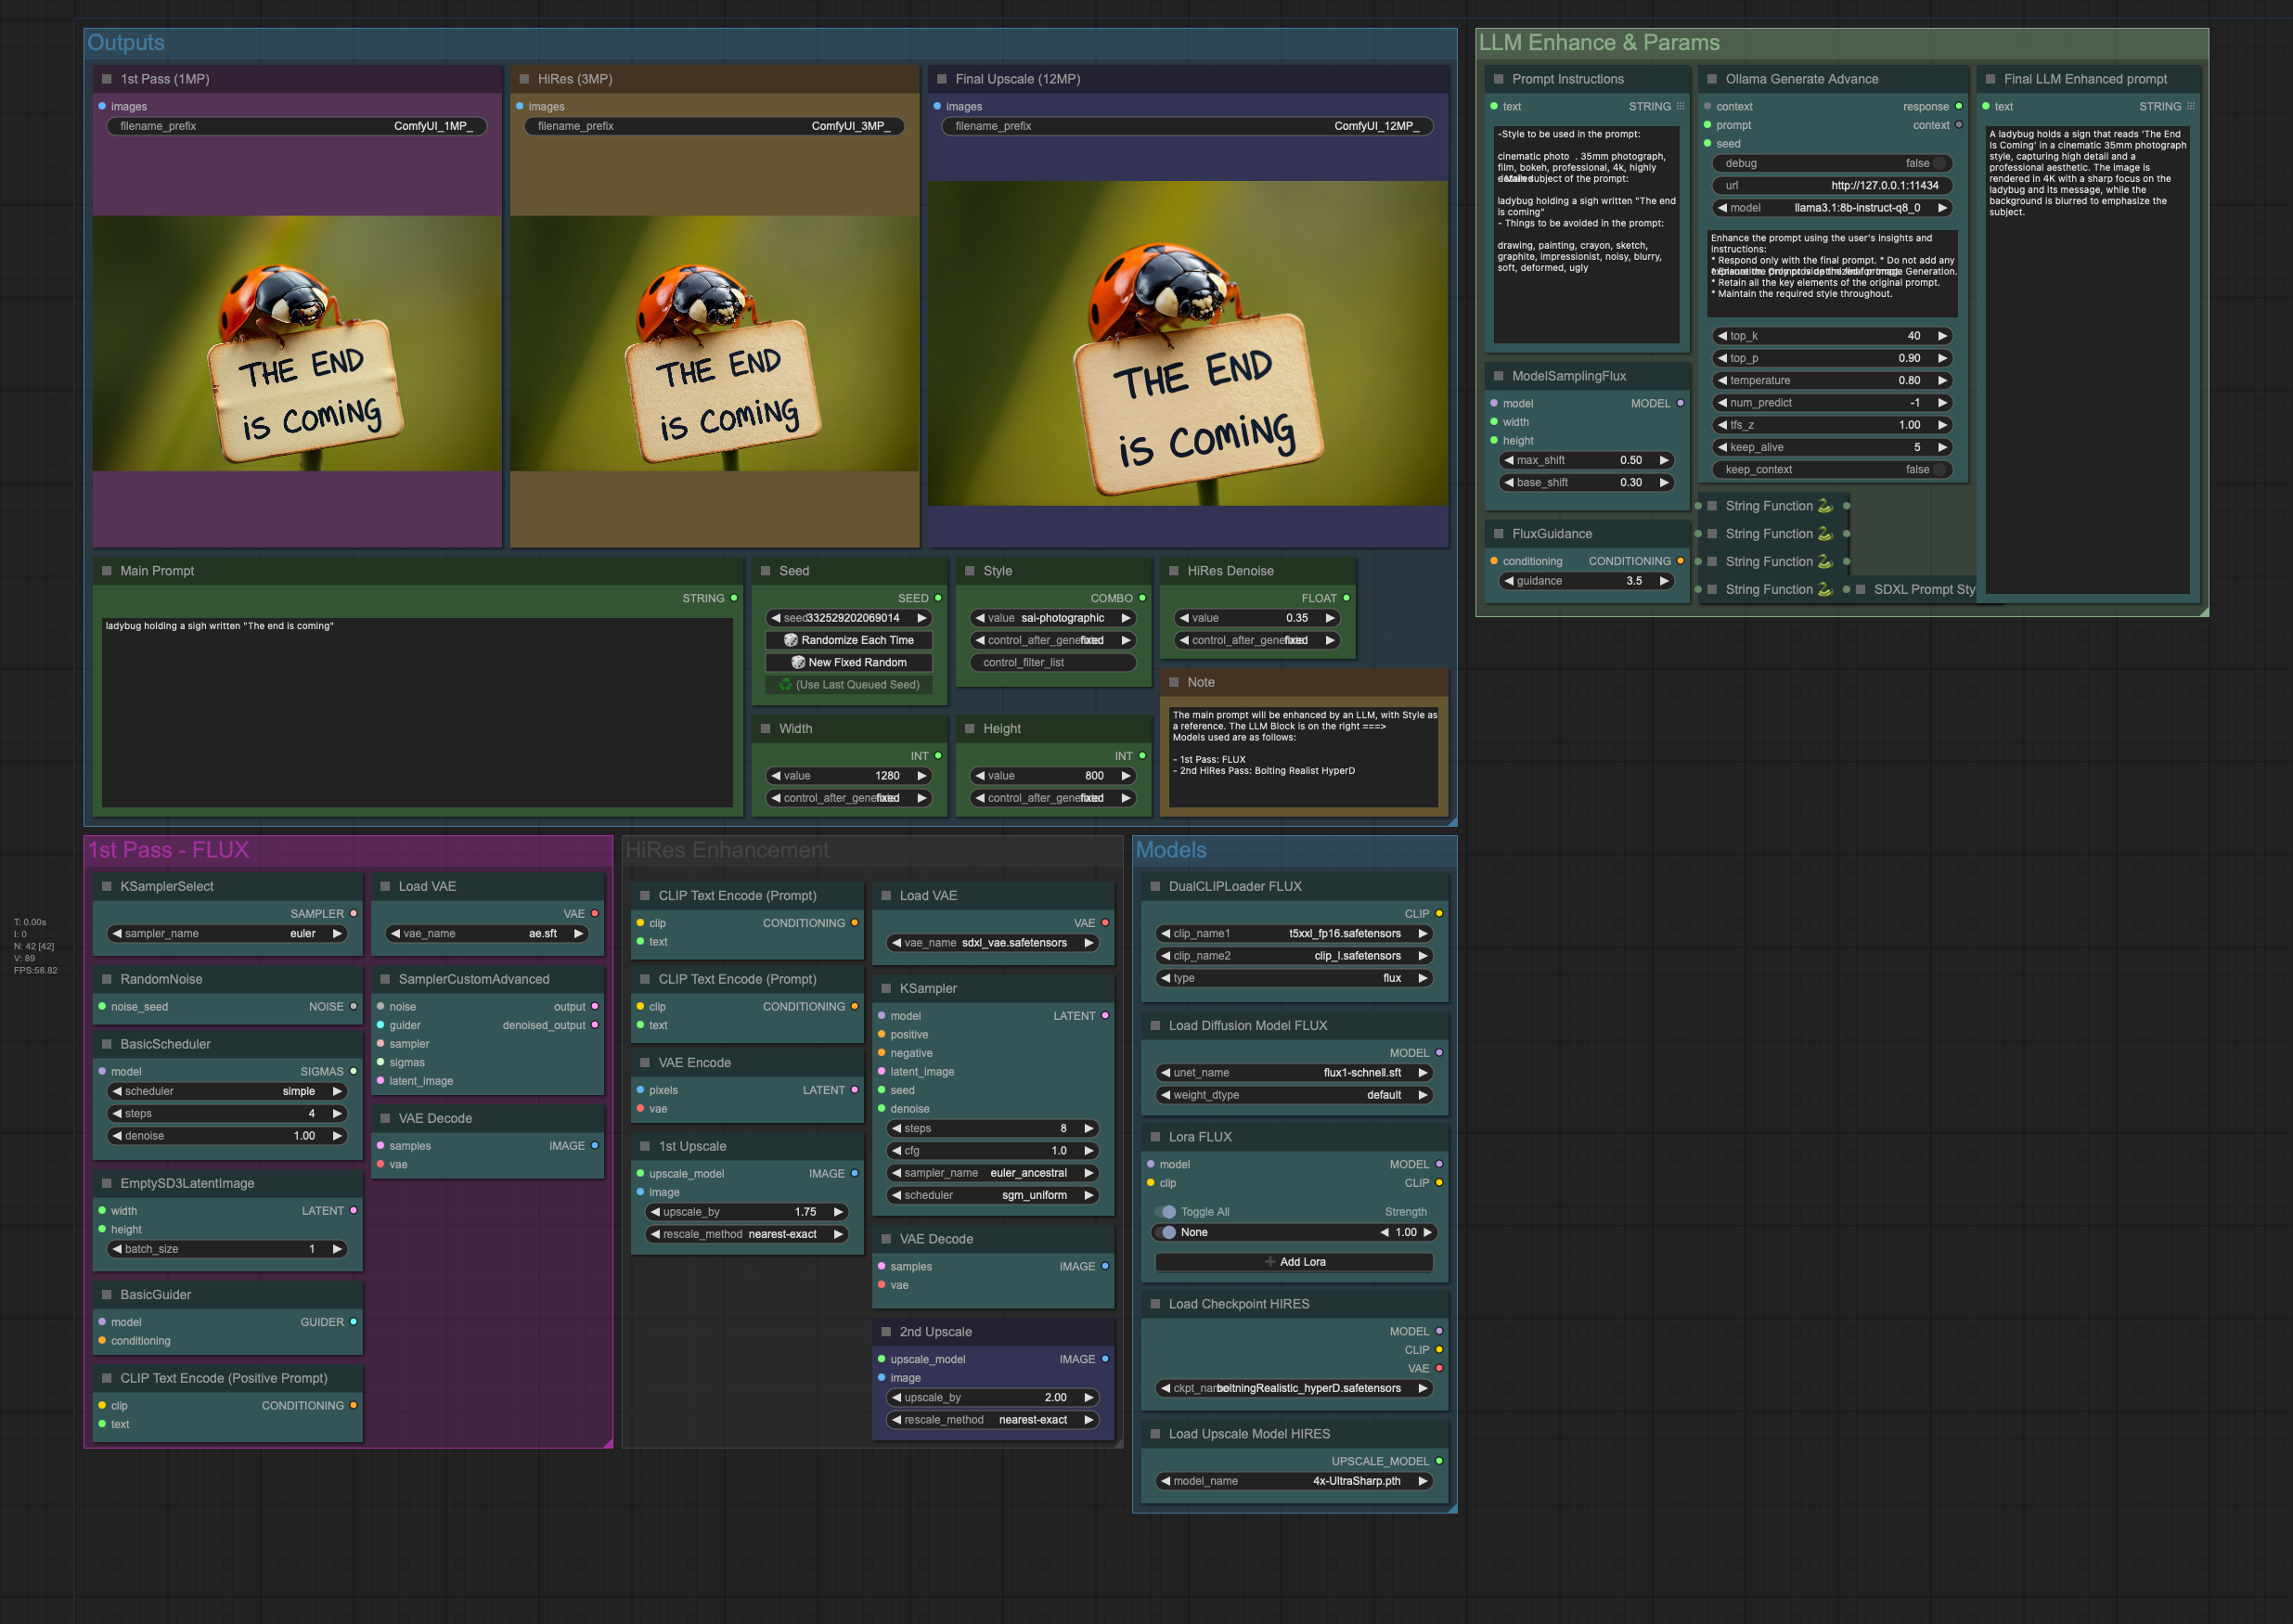 Outputs
1st Pass (1MP)
images
filename_prefix ComfyUI_1MP_
THE END
is COMING
HiRes (3MP)
images
filename_prefix ComfyUI_3MP_
THE END
is COMING
Final Upscale (12MP)
images
filename_prefix ComfyUI_12MP_
THE END
is COMING
Main Prompt
STRING
ladybug holding a sigh written "The end is coming"
Seed
SEED
seed 332529202069014
Randomize Each Time
New Fixed Random
(Use Last Queued Seed)
Style
COMBO
value sai-photographic
control_after_generate fixed
control_filter_list
HiRes Denoise
FLOAT
value 0.35
control_after_generate fixed
Width
INT
value 1280
control_after_generate fixed
Height
INT
value 800
control_after_generate fixed
Note
The main prompt will be enhanced by an LLM, with Style as
a reference. The LLM Block is on the right ===>
Models used are as follows:
- 1st Pass: FLUX
- 2nd HiRes Pass: Bolting Realist HyperD
LLM Enhance & Params
Prompt Instructions
text STRING
-Style to be used in the prompt:
cinematic photo . 35mm photograph,
film, bokeh, professional, 4k, highly
detailed
- Main subject of the prompt:
ladybug holding a sigh written "The end
is coming"
- Things to be avoided in the prompt:
drawing, painting, crayon, sketch,
graphite, impressionist, noisy, blurry,
soft, deformed, ugly
ModelSamplingFlux
model MODEL
width
height
max_shift 0.50
base_shift 0.30
FluxGuidance
conditioning CONDITIONING
guidance 3.5
Ollama Generate Advance
context response
prompt context
seed
debug false
url http://127.0.0.1:11434
model llama3.1:8b-instruct-q8_0
Enhance the prompt using the user's insights and
instructions:
* Respond only with the final prompt. * Do not add any
explanation. Only provide the final prompt.
* Ensure the prompt is optimized for Image Generation.
* Retain all the key elements of the original prompt.
* Maintain the required style throughout.
top_k 40
top_p 0.90
temperature 0.80
num_predict -1
tfs_z 1.00
keep_alive 5
keep_context false
String Function
String Function
String Function
String Function
SDXL Prompt Sty
Final LLM Enhanced prompt
text STRING
A ladybug holds a sign that reads 'The End
Is Coming' in a cinematic 35mm photograph
style, capturing high detail and a
professional aesthetic. The image is
rendered in 4K with a sharp focus on the
ladybug and its message, while the
background is blurred to emphasize the
subject.
T: 0.00s
I: 0
N: 42 [42]
V: 89
FPS:58.82
1st Pass - FLUX
KSamplerSelect
SAMPLER
sampler_name euler
RandomNoise
noise_seed NOISE
BasicScheduler
model SIGMAS
scheduler simple
steps 4
denoise 1.00
EmptySD3LatentImage
width LATENT
height
batch_size 1
BasicGuider
model GUIDER
conditioning
CLIP Text Encode (Positive Prompt)
clip CONDITIONING
text
Load VAE
VAE
vae_name ae.sft
SamplerCustomAdvanced
noise output
guider denoised_output
sampler
sigmas
latent_image
VAE Decode
samples IMAGE
vae
HiRes Enhancement
CLIP Text Encode (Prompt)
clip CONDITIONING
text
CLIP Text Encode (Prompt)
clip CONDITIONING
text
VAE Encode
pixels LATENT
vae
1st Upscale
upscale_model IMAGE
image
upscale_by 1.75
rescale_method nearest-exact
Load VAE
VAE
vae_name sdxl_vae.safetensors
KSampler
model LATENT
positive
negative
latent_image
seed
denoise
steps 8
cfg 1.0
sampler_name euler_ancestral
scheduler sgm_uniform
VAE Decode
samples IMAGE
vae
2nd Upscale
upscale_model IMAGE
image
upscale_by 2.00
rescale_method nearest-exact
Models
DualCLIPLoader FLUX
CLIP
clip_name1 t5xxl_fp16.safetensors
clip_name2 clip_l.safetensors
type flux
Load Diffusion Model FLUX
MODEL
unet_name flux1-schnell.sft
weight_dtype default
Lora FLUX
model MODEL
clip CLIP
Toggle All Strength
None 1.00
Add Lora
Load Checkpoint HIRES
MODEL
CLIP
VAE
ckpt_name boltningRealistic_hyperD.safetensors
Load Upscale Model HIRES
UPSCALE_MODEL
model_name 4x-UltraSharp.pth